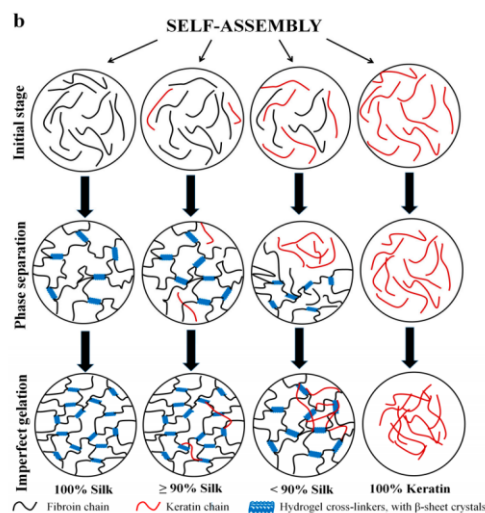 b
SELF-ASSEMBLY
Initial stage
Phase separation
Imperfect gelation
100% Silk
≥ 90% Silk
< 90% Silk
100% Keratin
Fibroin chain
Keratin chain
Hydrogel cross-linkers, with β-sheet crystals